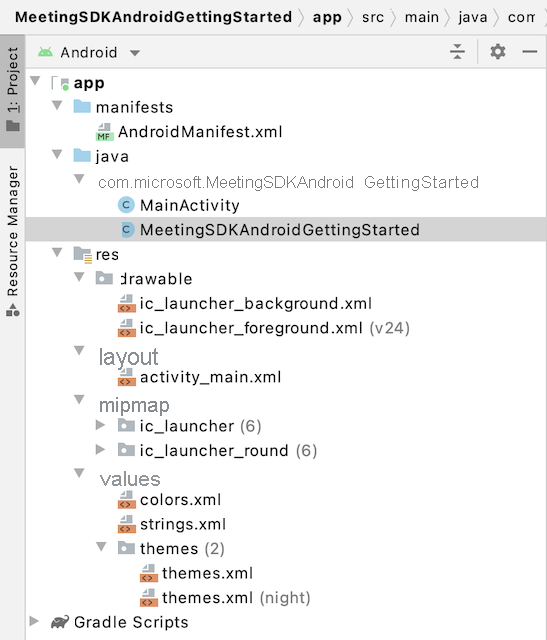 MeetingSDKAndroidGettingStarted > app > src > main > java > com
1: Project
Resource Manager
Android
app
manifests
MF AndroidManifest.xml
java
com.microsoft.MeetingSDKAndroid GettingStarted
C MainActivity
C MeetingSDKAndroidGettingStarted
res
drawable
ic_launcher_background.xml
ic_launcher_foreground.xml (v24)
layout
activity_main.xml
mipmap
ic_launcher (6)
ic_launcher_round (6)
values
colors.xml
strings.xml
themes (2)
themes.xml
themes.xml (night)
Gradle Scripts